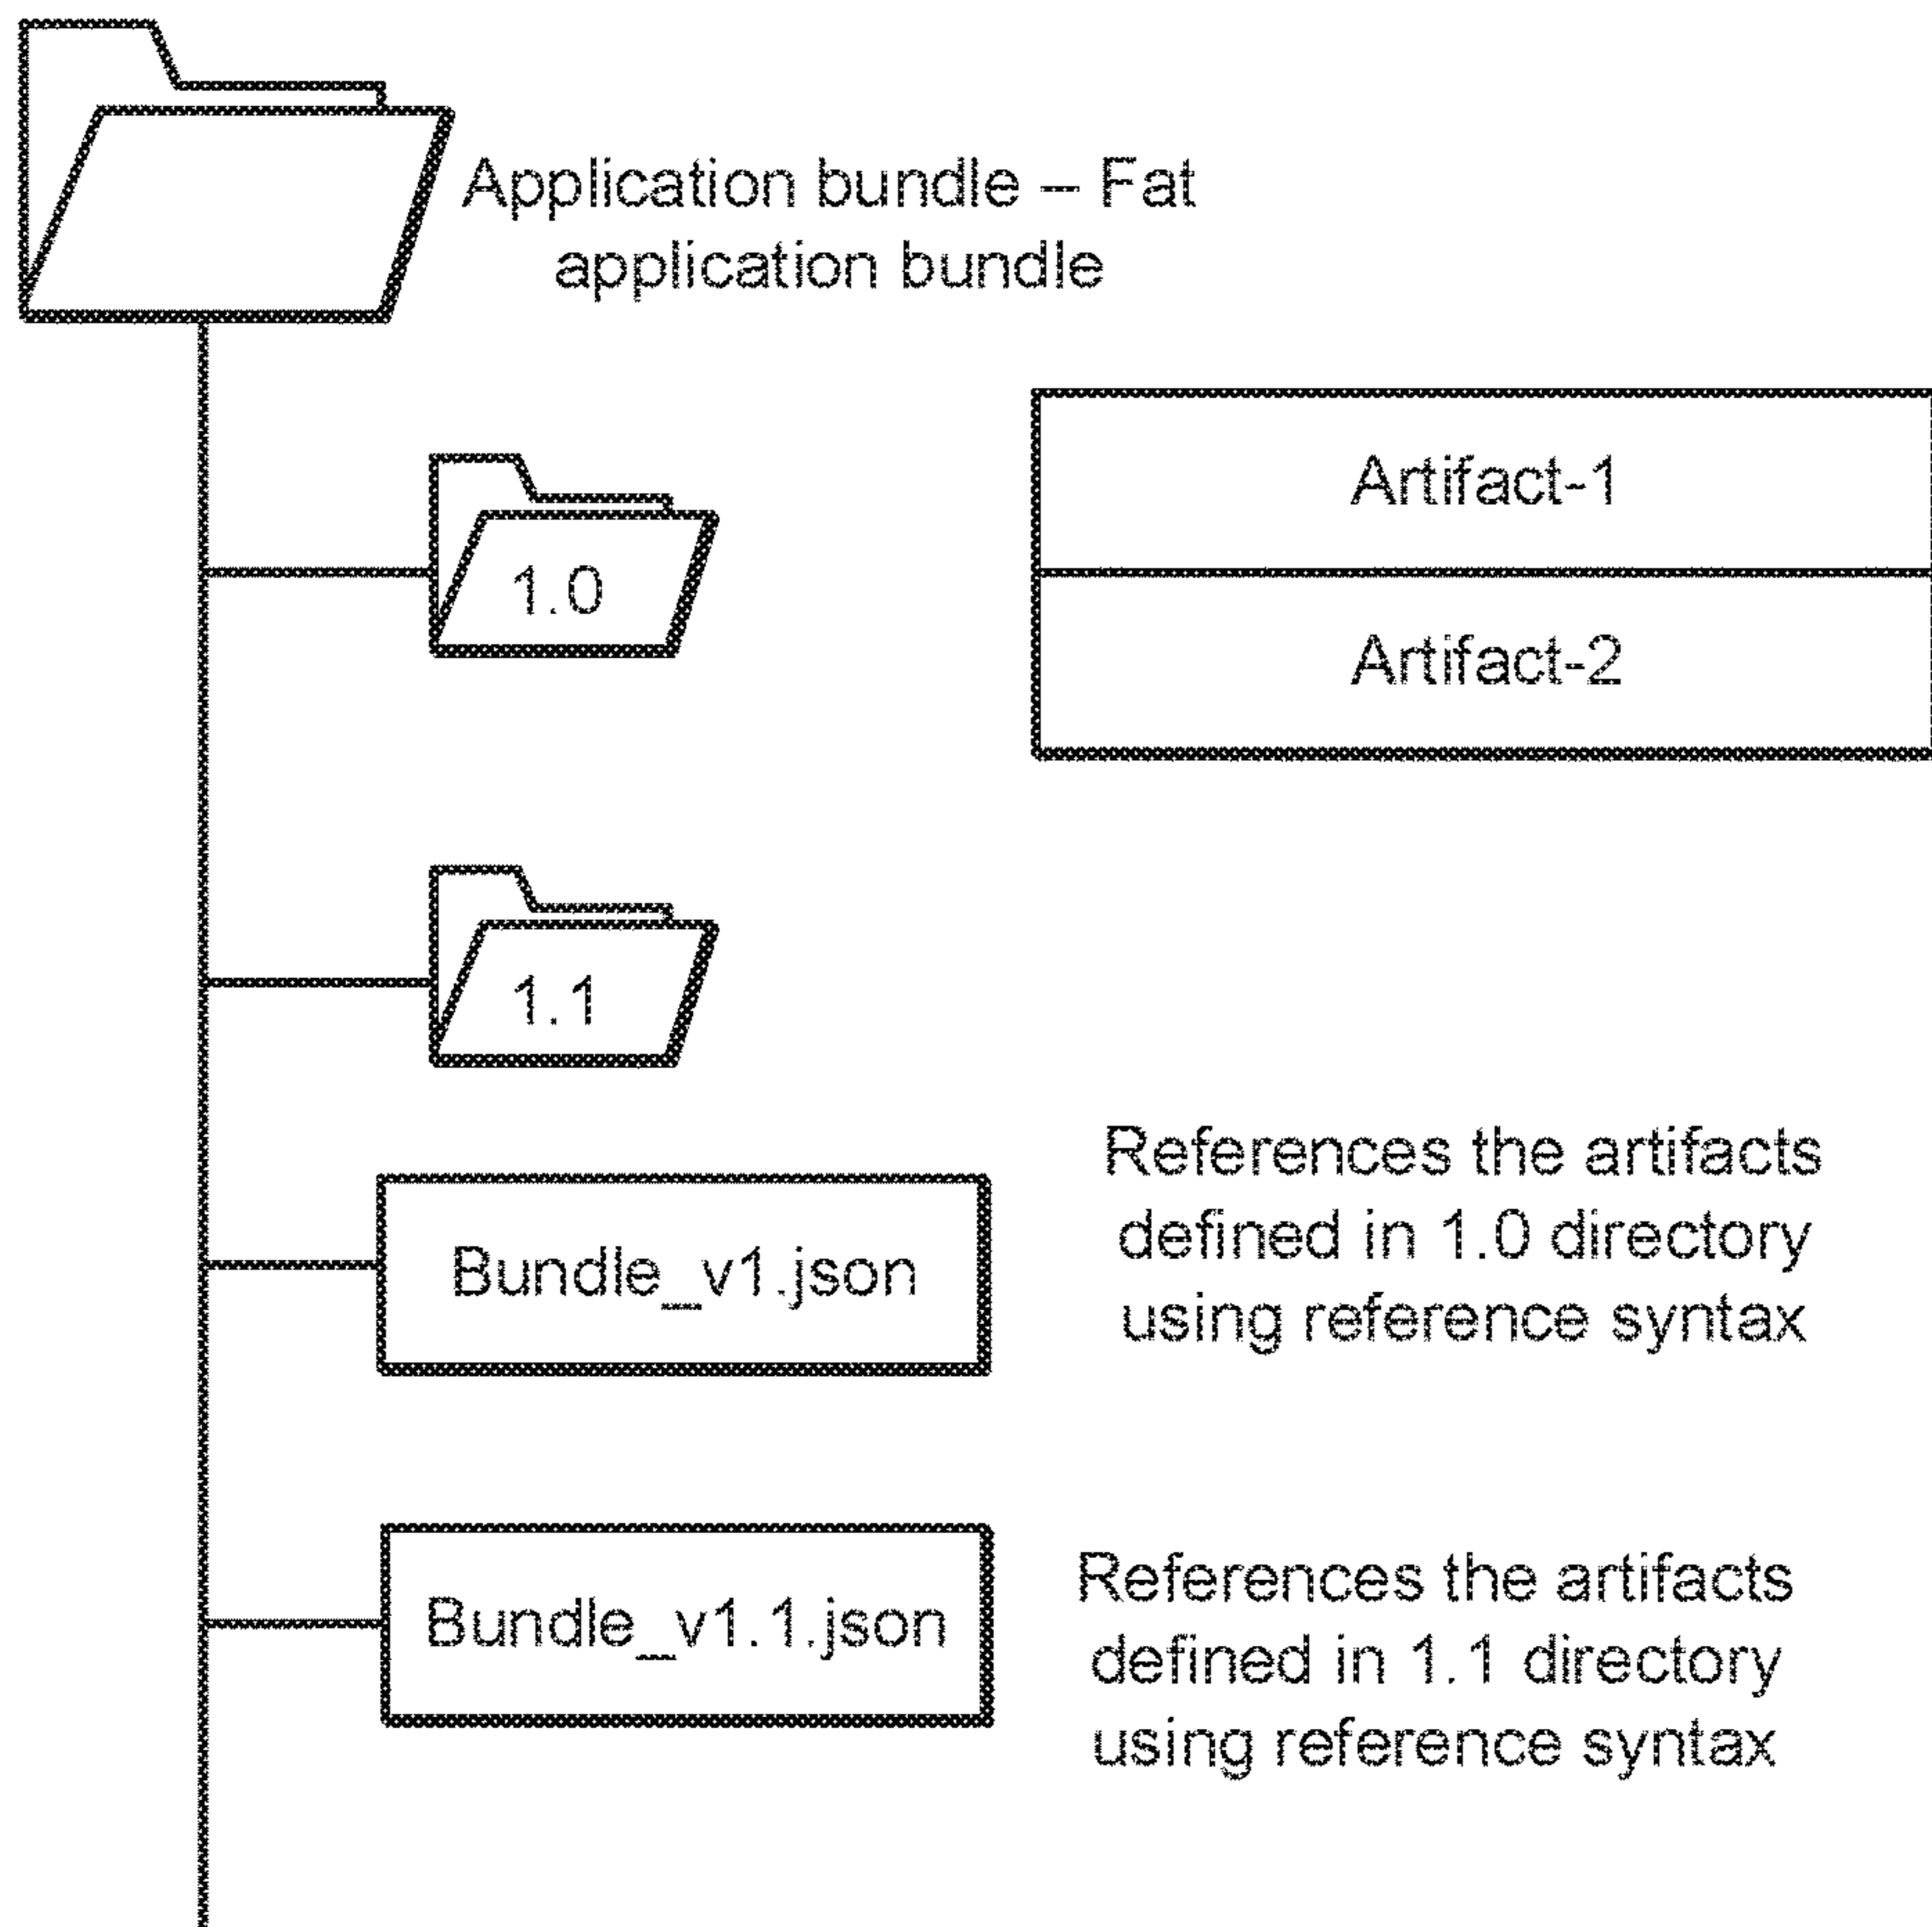 Application bundle – Fat
application bundle
Artifact-1
1.0
Artifact-2
1.1
References the artifacts
defined in 1.0 directory
using reference syntax
Bundle_v1.json
References the artifacts
defined in 1.1 directory
using reference syntax
Bundle_v1.1.json